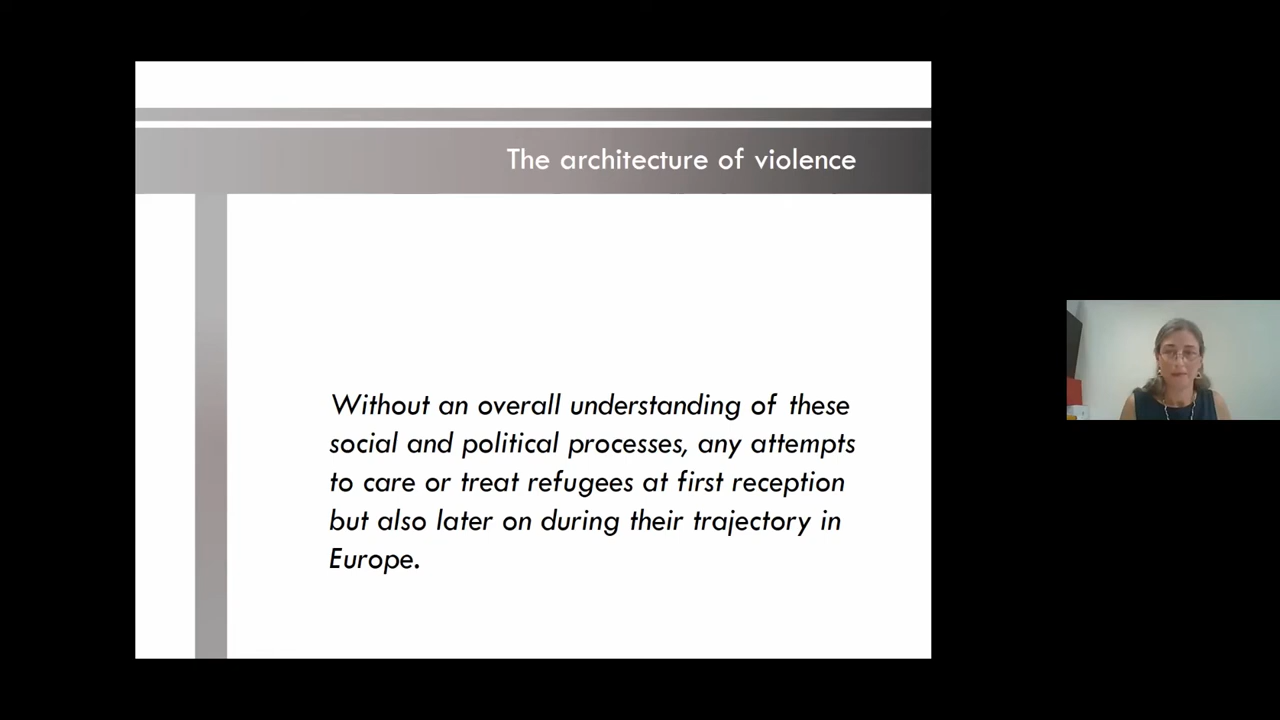 The architecture of violence
Without an overall understanding of these
social and political processes, any attempts
to care or treat refugees at first reception
but also later on during their trajectory in
Europe.